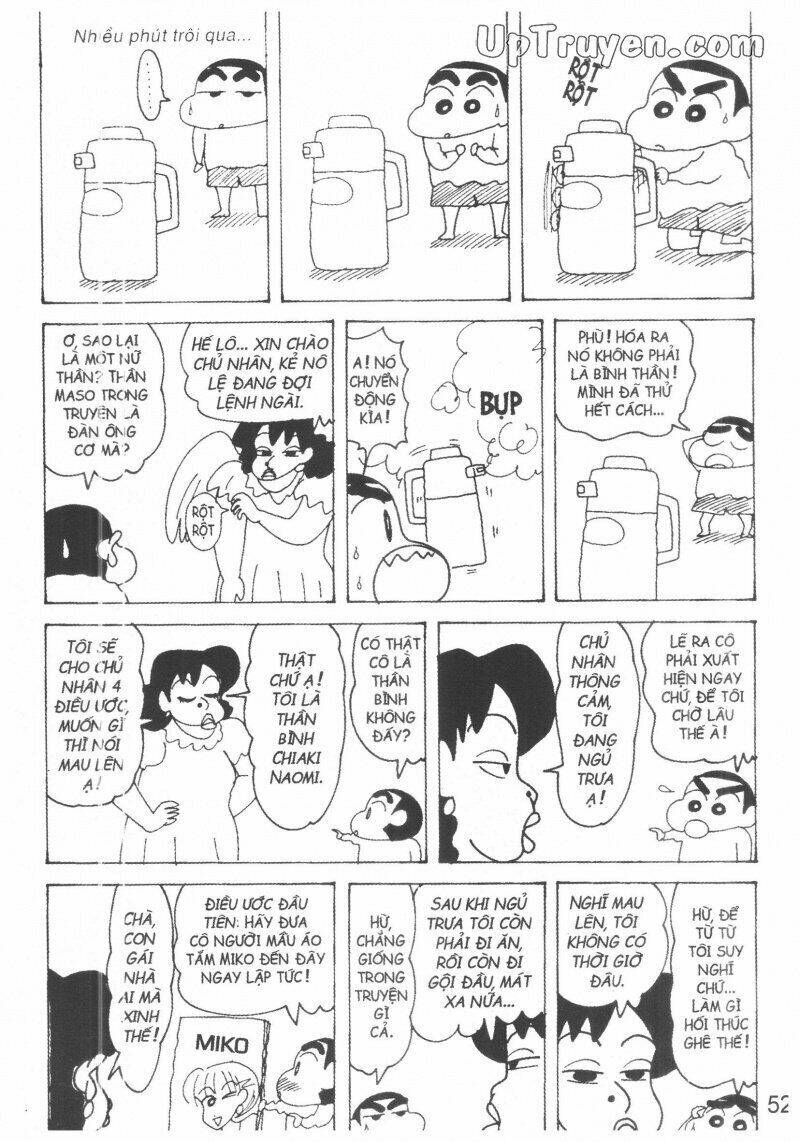 UpTruyen.com
RỘT
RỘT
Nhiều phút trôi qua...
PHÙ! HÓA RA
NÓ KHÔNG PHẢI
LÀ BÌNH THẦN!
MÌNH ĐÃ THỬ
HẾT CÁCH...
BỤP
A! NÓ
CHUYỂN
ĐỘNG
KÌA!
HẾ LÔ... XIN CHÀO
CHỦ NHÂN, KẺ NÔ
LỆ ĐANG ĐỢI
LỆNH NGÀI.
RỘT
RỘT
Ơ, SAO LẠI
LÀ MỘT NỮ
THẦN? THẦN
MASO TRONG
TRUYỆN LÀ
ĐÀN ÔNG
CƠ MÀ?
LẼ RA CÔ
PHẢI XUẤT
HIỆN NGAY
CHỨ, ĐỂ TÔI
CHỜ LÂU
THẾ À!
CHỦ
NHÂN
THÔNG
CẢM,
TÔI
ĐANG
NGỦ
TRƯA
Ạ!
CÓ THẬT
CÔ LÀ
THẦN
BÌNH
KHÔNG
ĐẤY?
THẬT
CHỨ Ạ!
TÔI LÀ
THẦN
BÌNH
CHIAKI
NAOMI.
TÔI SẼ
CHO CHỦ
NHÂN 4
ĐIỀU ƯỚC,
MUỐN GÌ
THÌ NÓI
MAU LÊN
Ạ!
HỪ, ĐỂ
TỪ TỪ
TÔI SUY
NGHĨ
CHỨ...
LÀM GÌ
HỐI THÚC
GHÊ THẾ!
NGHĨ MAU
LÊN, TÔI
KHÔNG CÓ
THỜI GIỜ
ĐÂU.
SAU KHI NGỦ
TRƯA TÔI CÒN
PHẢI ĐI ĂN,
RỒI CÒN ĐI
GỘI ĐẦU, MÁT
XA NỮA...
HỪ,
CHẲNG
GIỐNG
TRONG
TRUYỆN
GÌ
CẢ.
ĐIỀU ƯỚC ĐẦU
TIÊN: HÃY ĐƯA
CÔ NGƯỜI MẪU ÁO
TẮM MIKO ĐẾN ĐÂY
NGAY LẬP TỨC!
MIKO
CHÀ,
CON
GÁI
NHÀ
AI MÀ
XINH
THẾ!
52